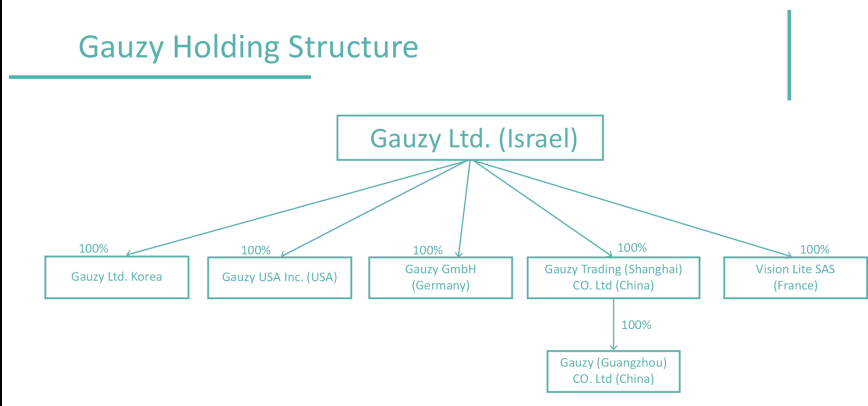 Gauzy Holding Structure
Gauzy Ltd. (Israel)
100%
100%
100%
100%
100%
Gauzy Ltd. Korea
Gauzy USA Inc. (USA)
Gauzy GmbH
(Germany)
Gauzy Trading (Shanghai)
CO. Ltd (China)
Vision Lite SAS
(France)
100%
Gauzy (Guangzhou)
CO. Ltd (China)